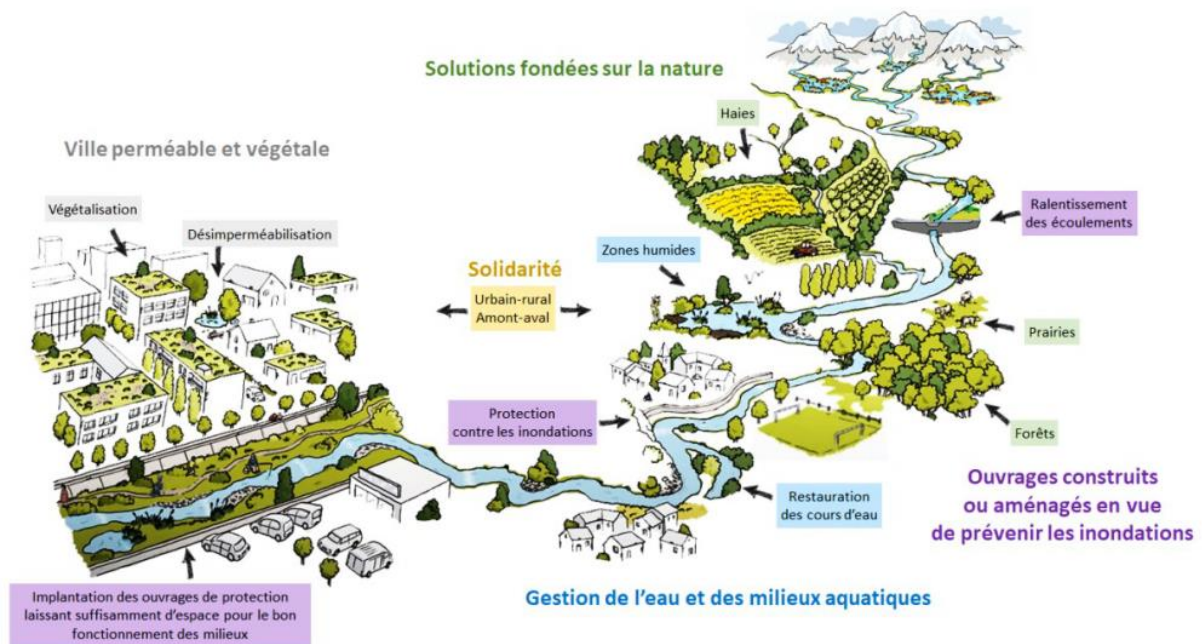 Solutions fondées sur la nature
Haies
Ville perméable et végétale
Végétalisation
Désimperméabilisation
Ralentissement
des écoulements
Zones humides
Solidarité
Urbain-rural
Amont-aval
Prairies
Protection
contre les inondations
Forêts
Ouvrages construits
ou aménagés en vue
de prévenir les inondations
Restauration
des cours d'eau
Implantation des ouvrages de protection
laissant suffisamment d'espace pour le bon
fonctionnement des milieux
Gestion de l'eau et des milieux aquatiques